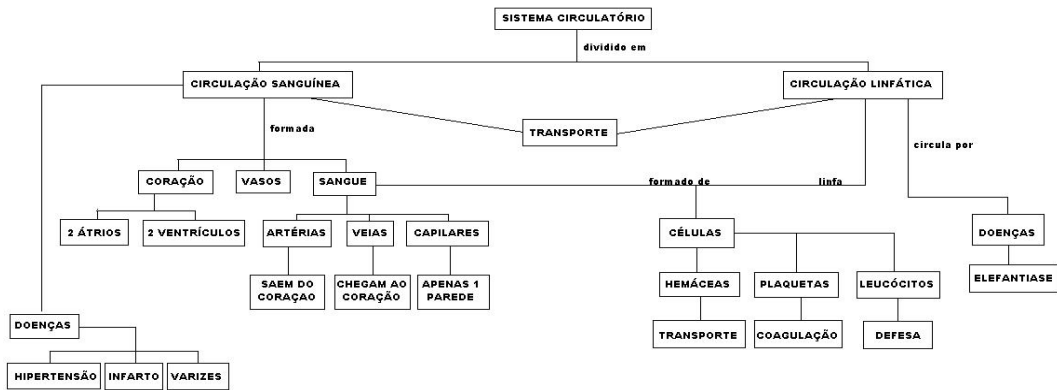 SISTEMA CIRCULATÓRIO
dividido em
CIRCULAÇÃO SANGUÍNEA
CIRCULAÇÃO LINFÁTICA
TRANSPORTE
formada
circula por
CORAÇÃO
VASOS
SANGUE
formado de
linfa
2 ÁTRIOS
2 VENTRÍCULOS
ARTÉRIAS
VEIAS
CAPILARES
CÉLULAS
DOENÇAS
SAEM DO
CORAÇAO
CHEGAM AO
CORAÇÃO
APENAS 1
PAREDE
HEMÁCEAS
PLAQUETAS
LEUCÓCITOS
ELEFANTIASE
DOENÇAS
TRANSPORTE
COAGULAÇÃO
DEFESA
HIPERTENSÃO
INFARTO
VARIZES